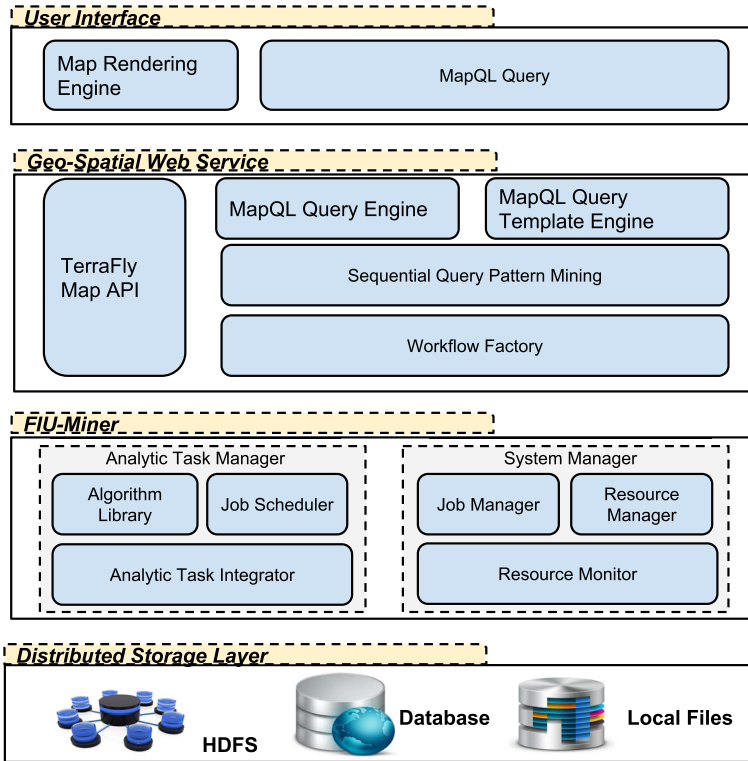 User Interface
Map Rendering
Engine
MapQL Query
Geo-Spatial Web Service
TerraFly
Map API
MapQL Query Engine
MapQL Query
Template Engine
Sequential Query Pattern Mining
Workflow Factory
FIU-Miner
Analytic Task Manager
Algorithm
Library
Job Scheduler
Analytic Task Integrator
System Manager
Job Manager
Resource
Manager
Resource Monitor
Distributed Storage Layer
HDFS
Database
Local Files